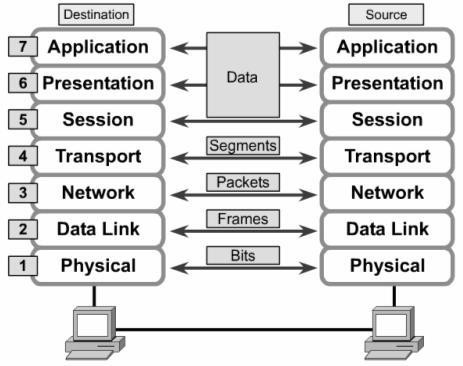 Destination Source
7 Application Data Application
6 Presentation Presentation
5 Session Session
4 Transport Segments Transport
3 Network Packets Network
2 Data Link Frames Data Link
1 Physical Bits Physical